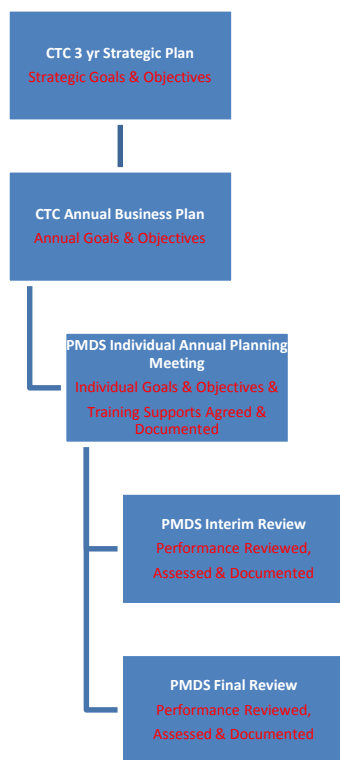 CTC 3 yr Strategic Plan
Strategic Goals & Objectives
CTC Annual Business Plan
Annual Goals & Objectives
PMDS Individual Annual Planning
Meeting
Individual Goals & Objectives &
Training Supports Agreed &
Documented
PMDS Interim Review
Performance Reviewed,
Assessed & Documented
PMDS Final Review
Performance Reviewed,
Assessed & Documented